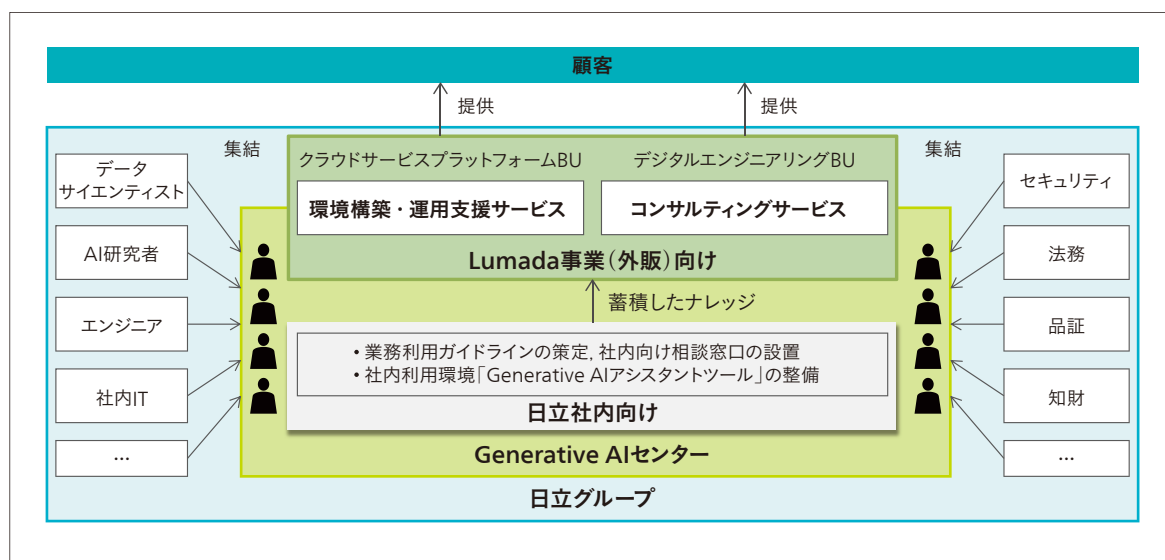 顧客
提供
提供
集結
集結
データ
サイエンティスト
AI研究者
エンジニア
社内IT
…
クラウドサービスプラットフォームBU
環境構築・運用支援サービス
デジタルエンジニアリングBU
コンサルティングサービス
Lumada事業（外販）向け
蓄積したナレッジ
・業務利用ガイドラインの策定, 社内向け相談窓口の設置
・社内利用環境「Generative AIアシスタントツール」の整備
日立社内向け
Generative AIセンター
日立グループ
セキュリティ
法務
品証
知財
…